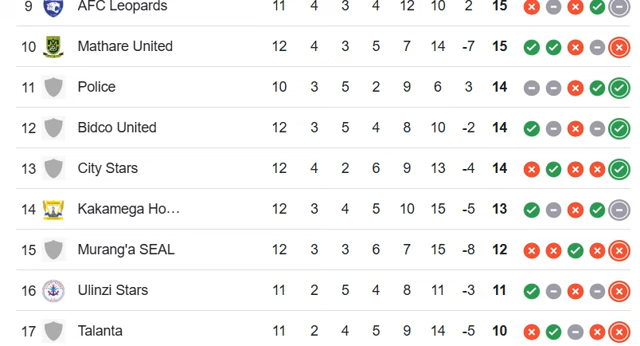 9 AFC Leopards 11 4 3 4 12 10 2 15
10 Mathare United 12 4 3 5 7 14 -7 15
11 Police 10 3 5 2 9 6 3 14
12 Bidco United 12 3 5 4 8 10 -2 14
13 City Stars 12 4 2 6 9 13 -4 14
14 Kakamega Ho... 12 3 4 5 10 15 -5 13
15 Murang'a SEAL 12 3 3 6 7 15 -8 12
16 Ulinzi Stars 11 2 5 4 8 11 -3 11
17 Talanta 11 2 4 5 9 14 -5 10